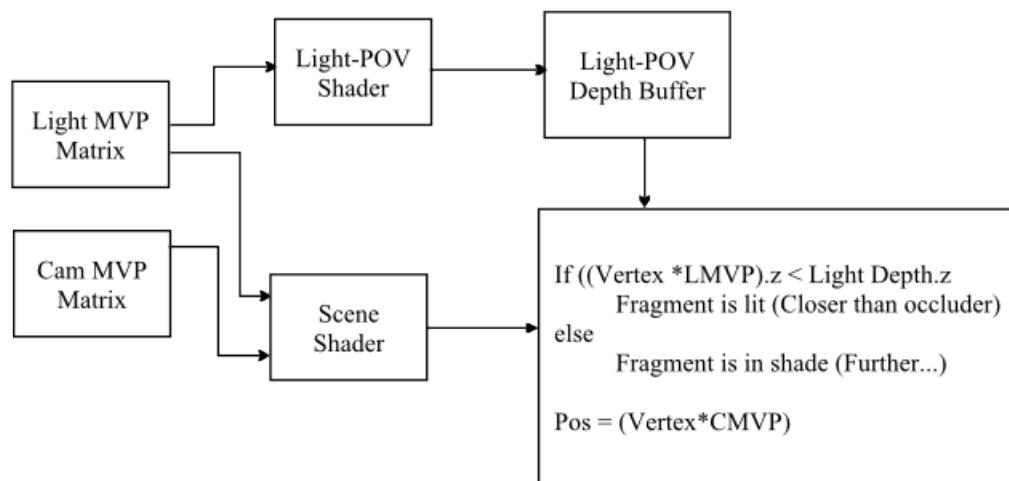 Light-POV
Shader
Light-POV
Depth Buffer
Light MVP
Matrix
Cam MVP
Matrix
Scene
Shader
If ((Vertex *LMVP).z < Light Depth.z
Fragment is lit (Closer than occluder)
else
Fragment is in shade (Further...)
Pos = (Vertex*CMVP)